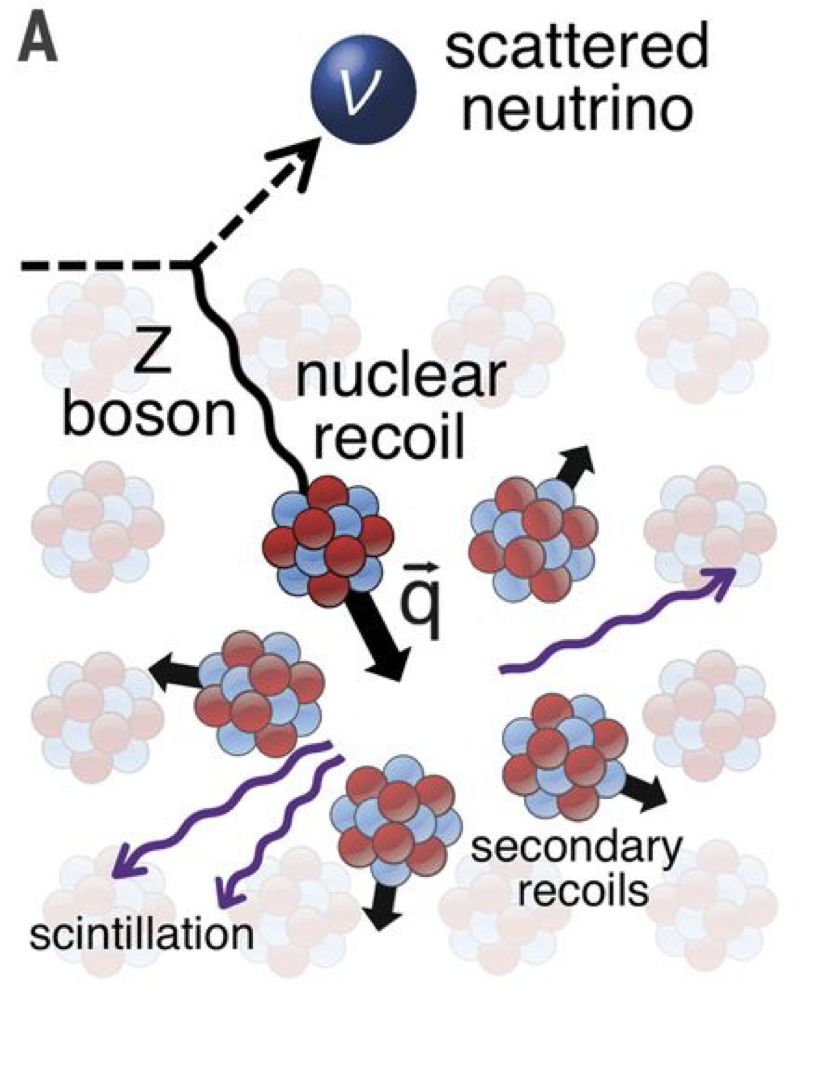 A
scattered
neutrino
ν
Z
boson
nuclear
recoil
q⃗
secondary
recoils
scintillation